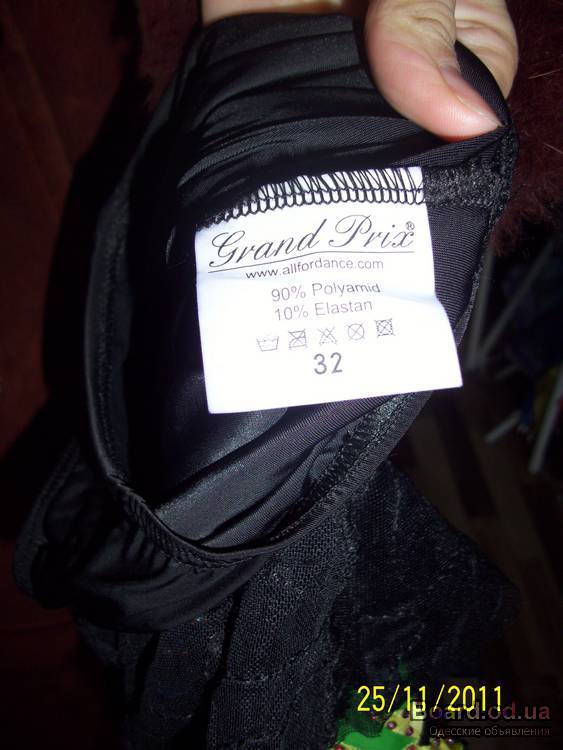 Grand Prix®
www.allfordance.com
90% Polyamid
10% Elastan
32
25/11/2011
Board.od.ua
Одесские объявления